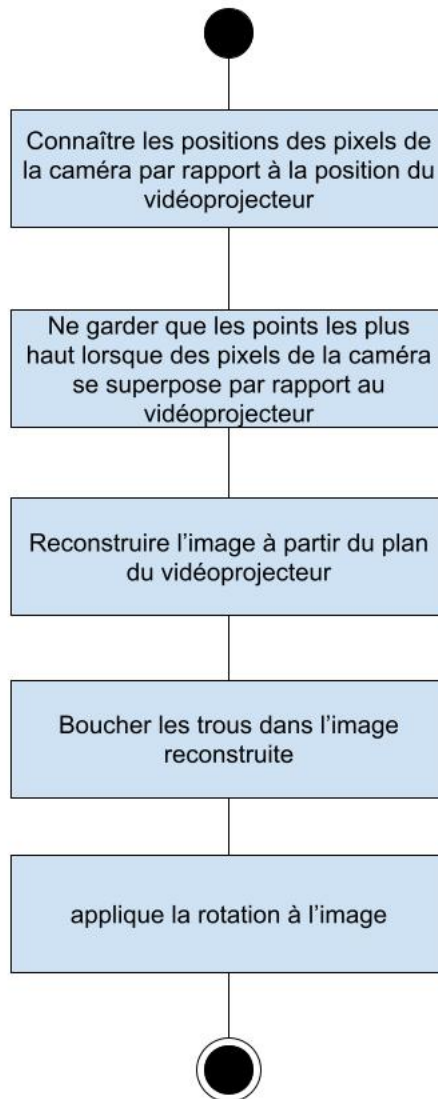 Connaître les positions des pixels de
la caméra par rapport à la position du
vidéoprojecteur
Ne garder que les points les plus
haut lorsque des pixels de la caméra
se superpose par rapport au
vidéoprojecteur
Reconstruire l'image à partir du plan
du vidéoprojecteur
Boucher les trous dans l'image
reconstruite
applique la rotation à l'image